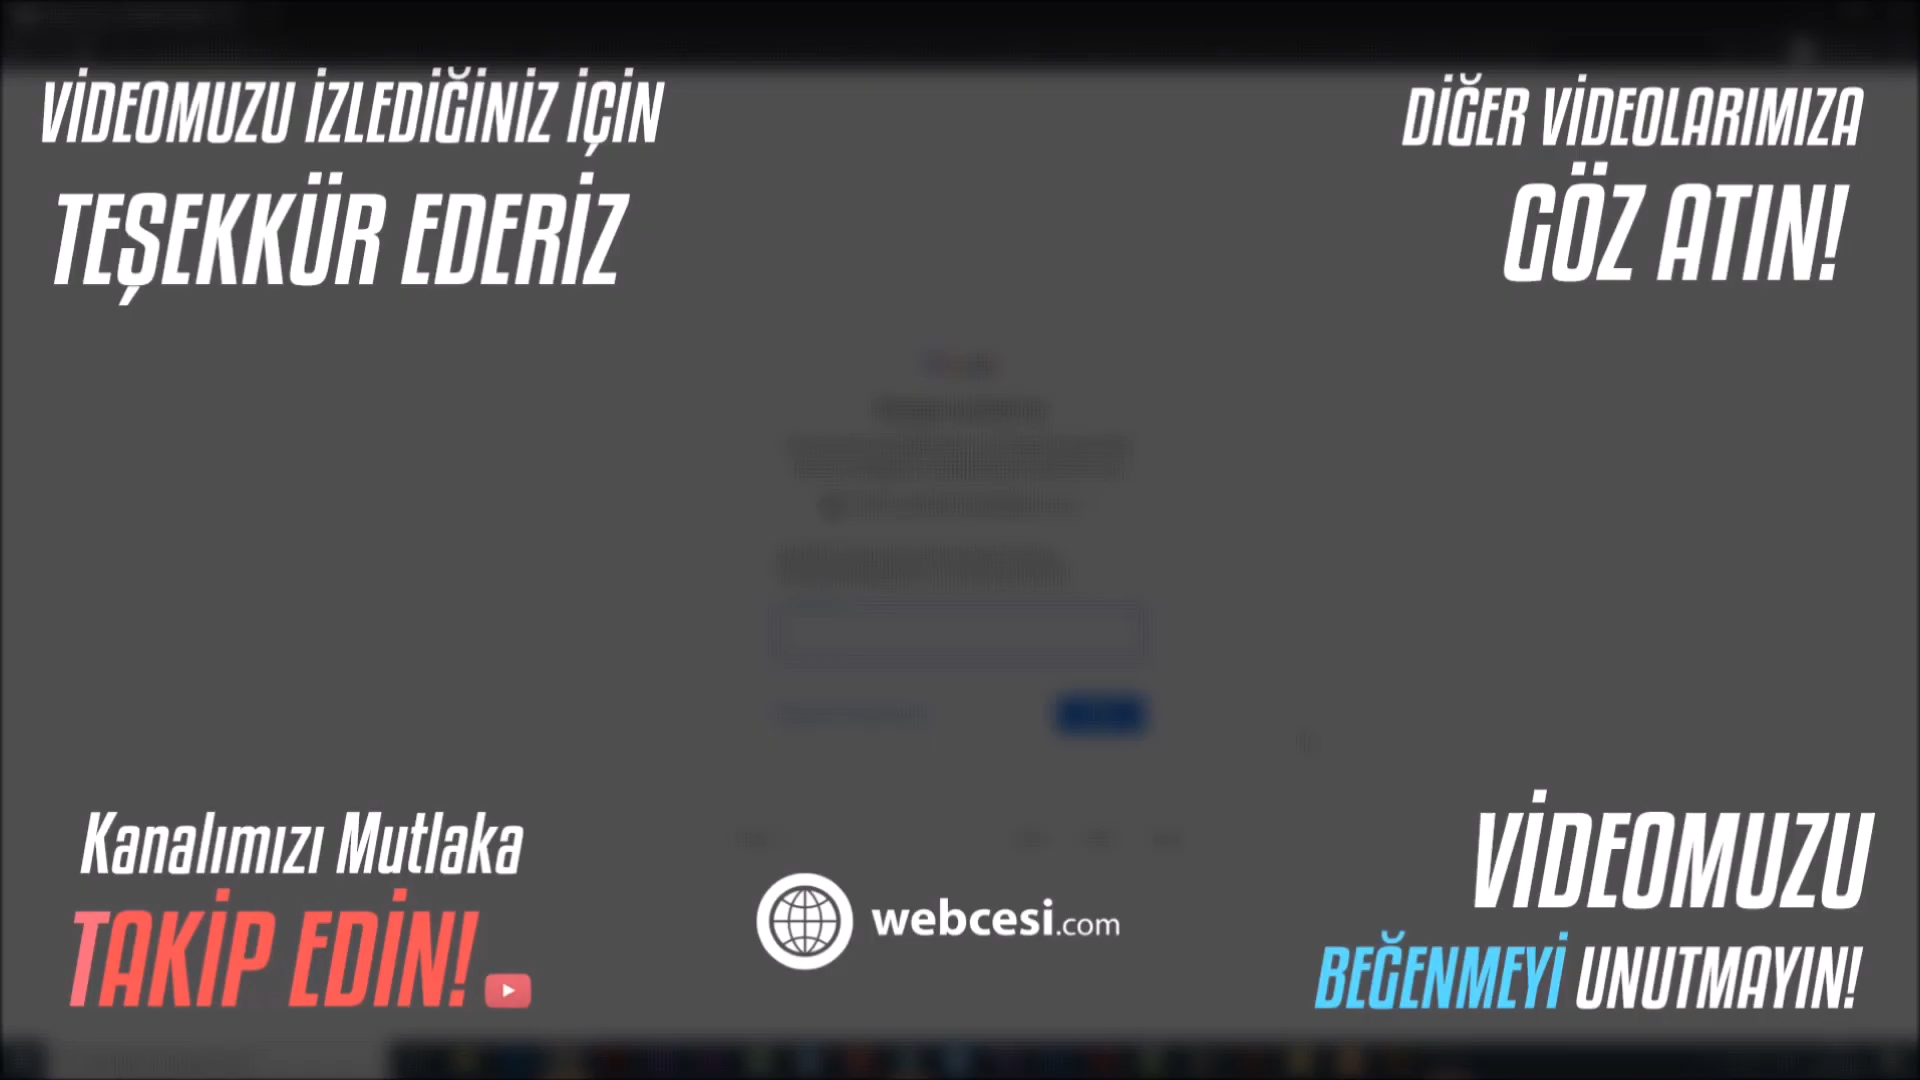 VİDEOMUZU İZLEDİĞİNİZ İÇİN
TEŞEKKÜR EDERİZ
DİĞER VİDEOLARIMIZA
GÖZ ATIN!
Kanalımızı Mutlaka
TAKİP EDİN!
webcesi.com
VİDEOMUZU
BEĞENMEYİ UNUTMAYIN!